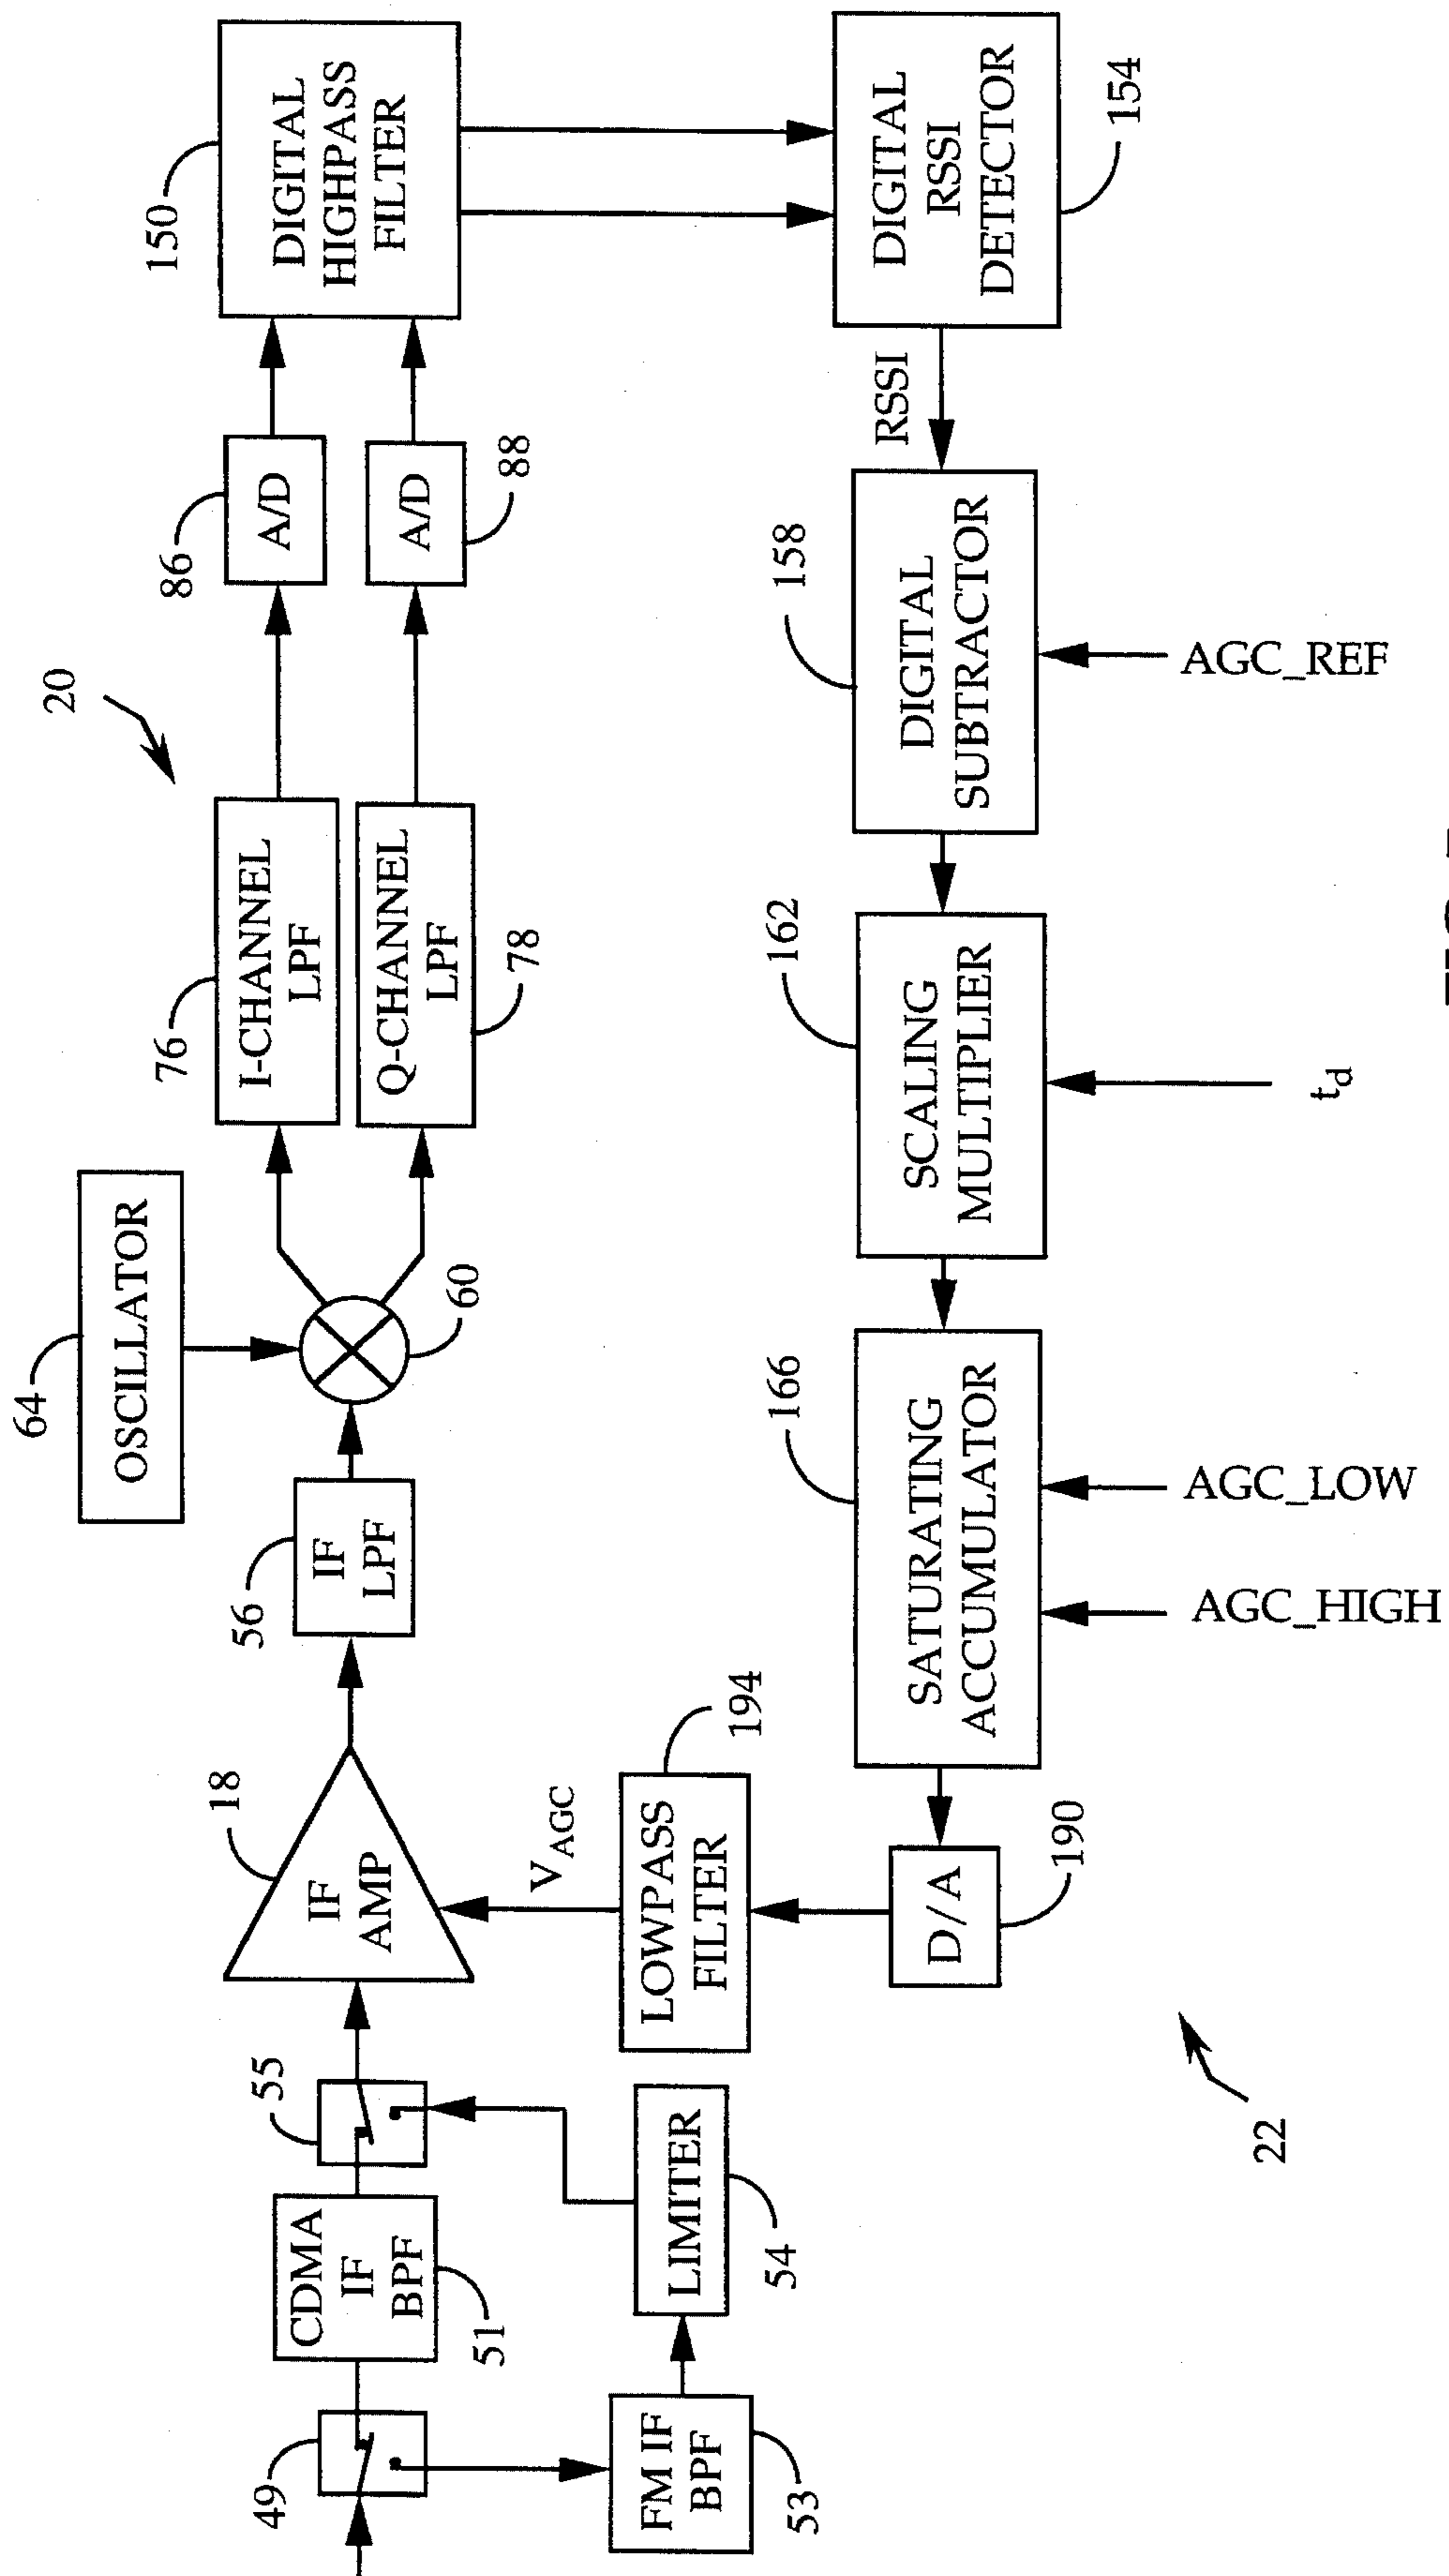 64
OSCILLATOR
20
49
CDMA
IF
BPF
51
55
18
IF
AMP
56
IF
LPF
60
76
I-CHANNEL
LPF
Q-CHANNEL
LPF
78
86
A/D
A/D
88
150
DIGITAL
HIGHPASS
FILTER
FM IF
BPF
53
LIMITER
54
V AGC
LOWPASS
FILTER
194
D/A
190
166
SATURATING
ACCUMULATOR
AGC_HIGH
AGC_LOW
162
SCALING
MULTIPLIER
td
158
DIGITAL
SUBTRACTOR
AGC_REF
RSSI
DIGITAL
RSSI
DETECTOR
154
22